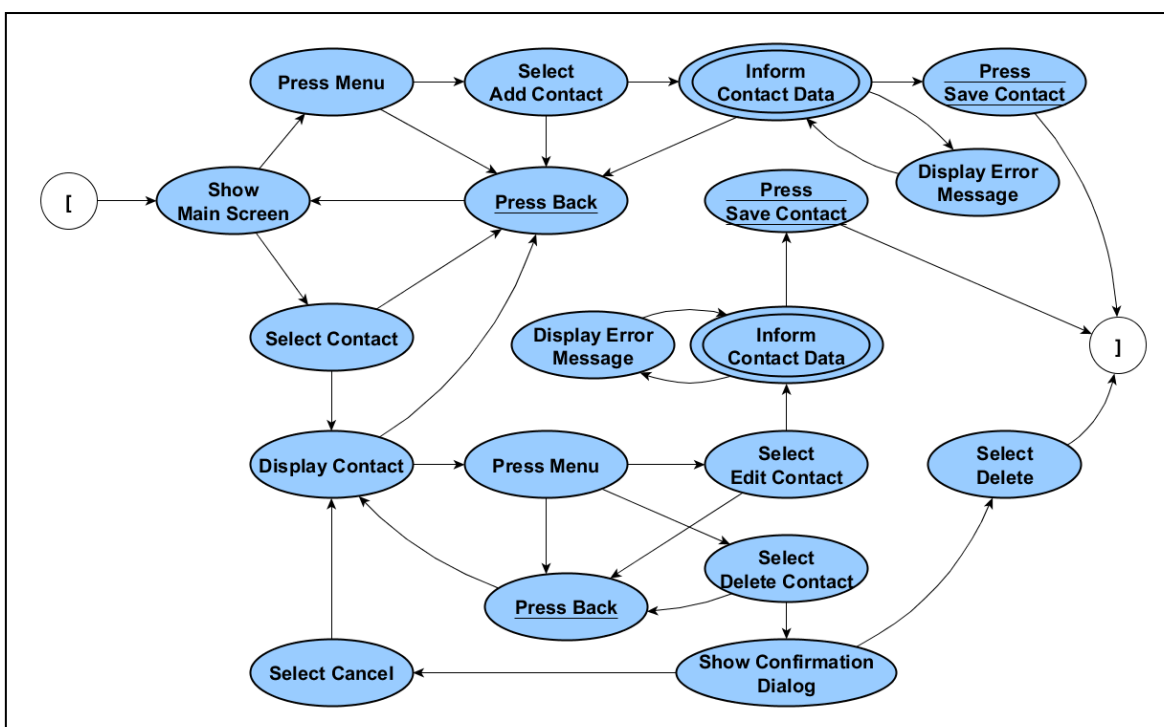 Press Menu
Select
Add Contact
Inform
Contact Data
Press
Save Contact
Display Error
Message
[
Show
Main Screen
Press Back
Press
Save Contact
Select Contact
Display Error
Message
Inform
Contact Data
]
Display Contact
Press Menu
Select
Edit Contact
Select
Delete
Select
Delete Contact
Press Back
Select Cancel
Show Confirmation
Dialog